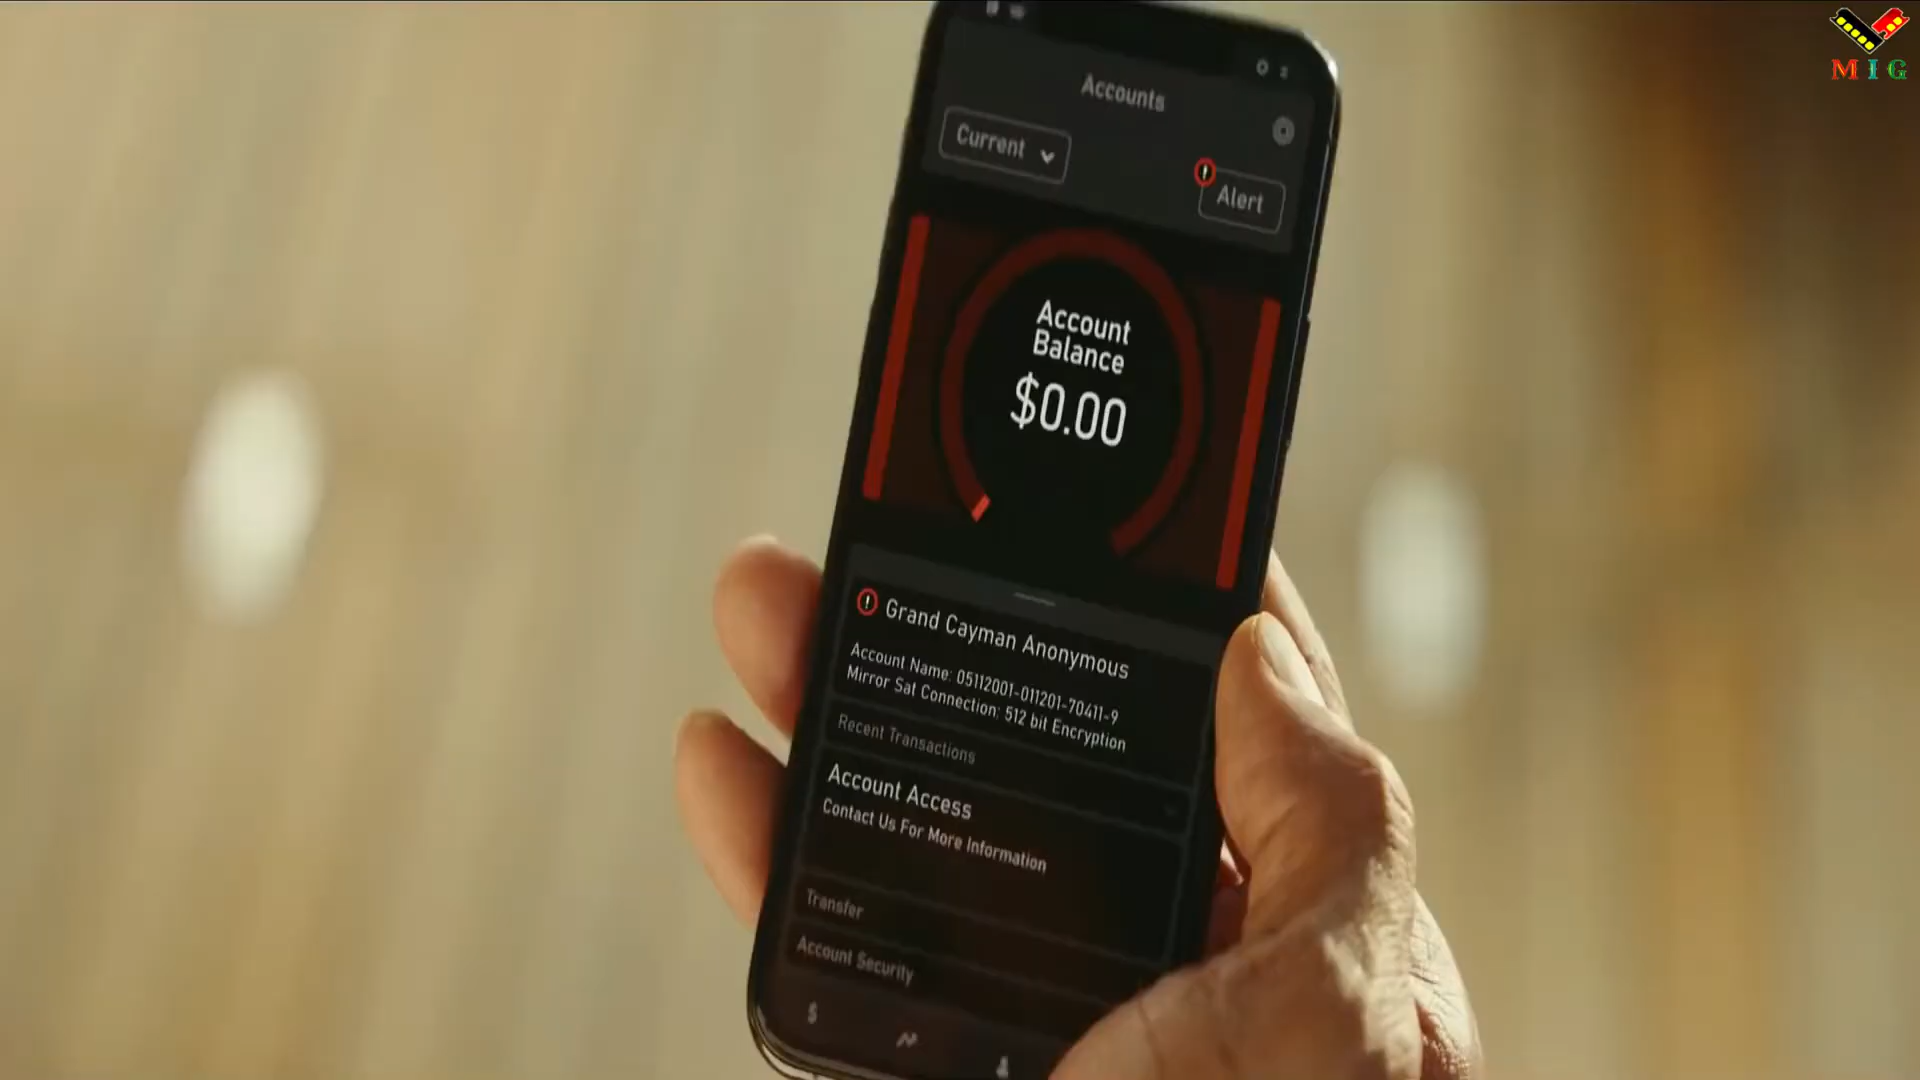 MIG
Accounts
Current
Alert
Account
Balance
$0.00
Grand Cayman Anonymous
Account Name: 05112001-011201-70411-9
Mirror Sat Connection; 512 bit Encryption
Recent Transactions
Account Access
Contact Us For More Information
Transfer
Account Security